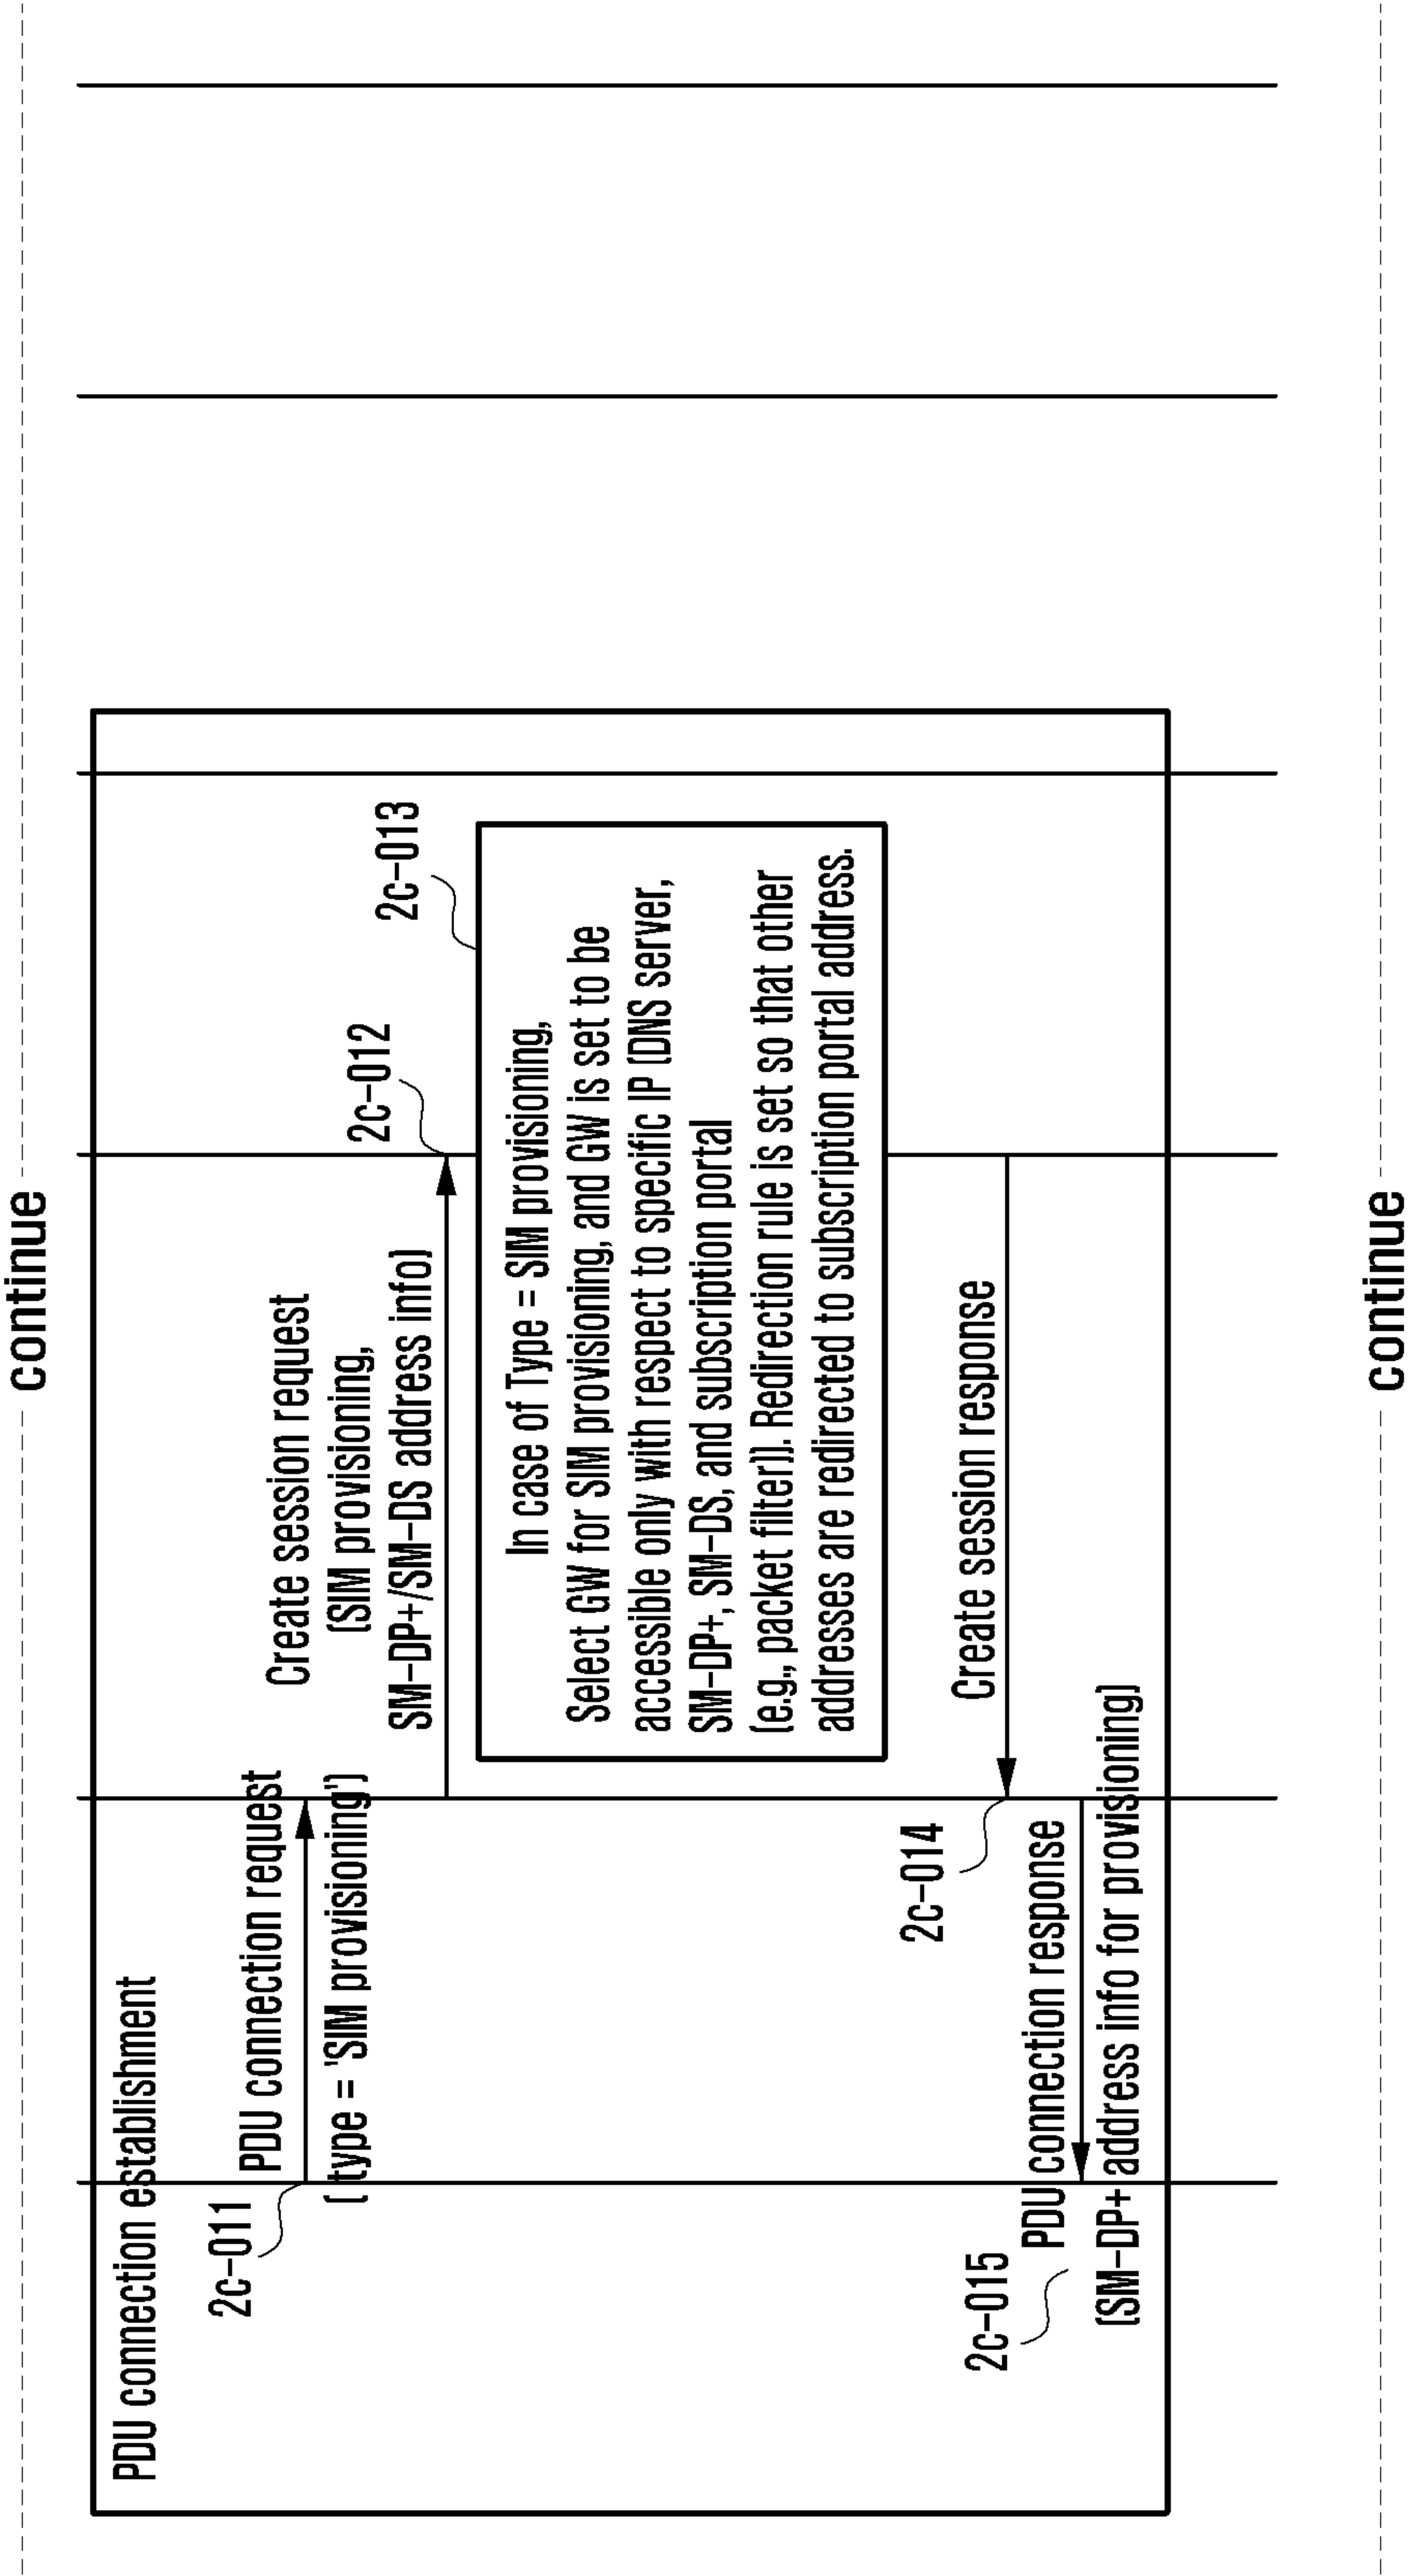 continue
PDU connection establishment
PDU connection request
2c-011
( type = 'SIM provisioning')
Create session request
(SIM provisioning,
SM-DP+/SM-DS address info)
2c-012
2c-013
In case of Type = SIM provisioning,
Select GW for SIM provisioning, and GW is set to be
accessible only with respect to specific IP (DNS server,
SM-DP+, SM-DS, and subscription portal
(e.g., packet filter)). Redirection rule is set so that other
addresses are redirected to subscription portal address.
Create session response
2c-014
PDU connection response
2c-015
(SM-DP+ address info for provisioning)
continue